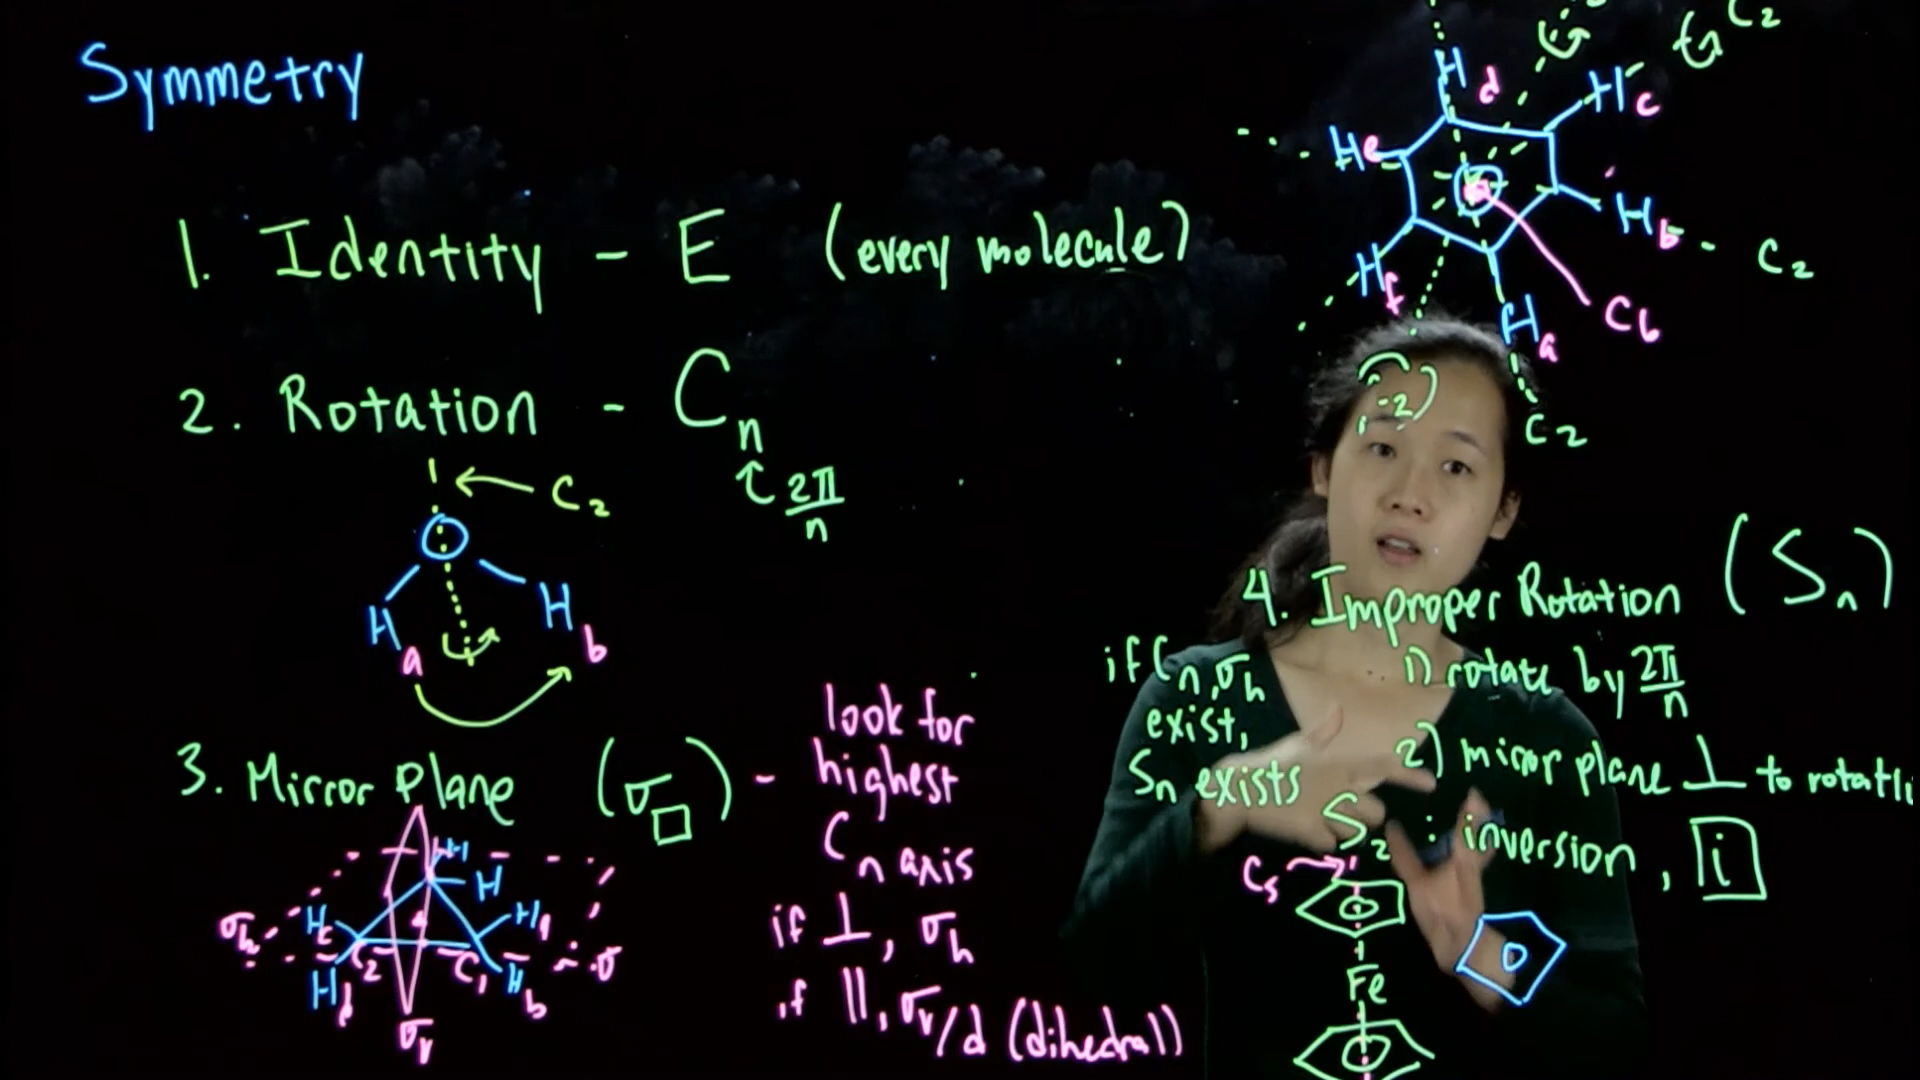 Symmetry
1. Identity - E (every molecule)
2. Rotation - Cn
2π/n
C2
O
H H
a b
3. Mirror Plane (σ□) - look for
highest
Cn axis
if ⊥, σh
if ||, σv/d (dihedral)
H
H
σh
Hc
Ha
C2 C1
σ
Hd
Hb
σv
C2
H d
Hc
He
Hb - C2
Hf
C6
Ha
C2
4. Improper Rotation (Sn)
if Cn, σh
exist,
Sn exists
1) rotate by 2π/n
2) mirror plane ⊥ to rotati
S2 : inversion, i
C5
Fe